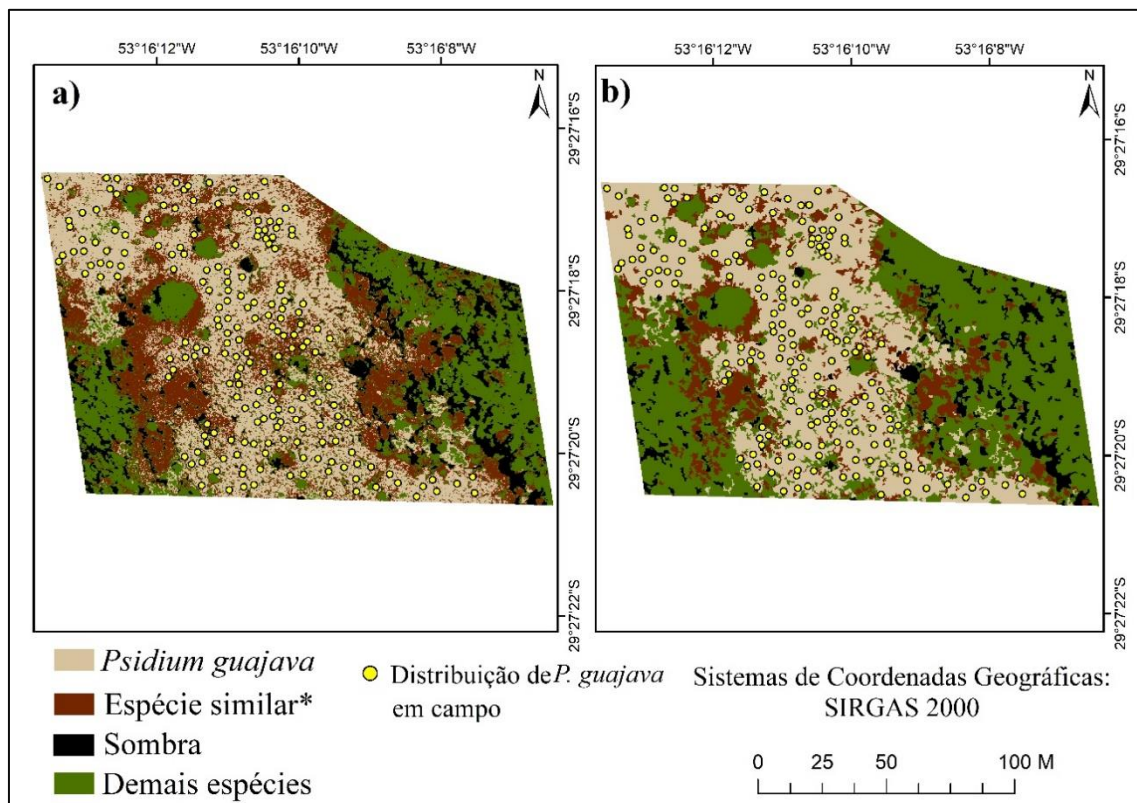 a)
53°16'12"W
53°16'10"W
53°16'8"W
N
29°27'16"S
29°27'18"S
29°27'20"S
29°27'22"S
b)
53°16'12"W
53°16'10"W
53°16'8"W
N
29°27'16"S
29°27'18"S
29°27'20"S
29°27'22"S
Psidium guajava
Espécie similar*
Sombra
Demais espécies
Distribuição de P. guajava
em campo
Sistemas de Coordenadas Geográficas:
SIRGAS 2000
0 25 50 100 M